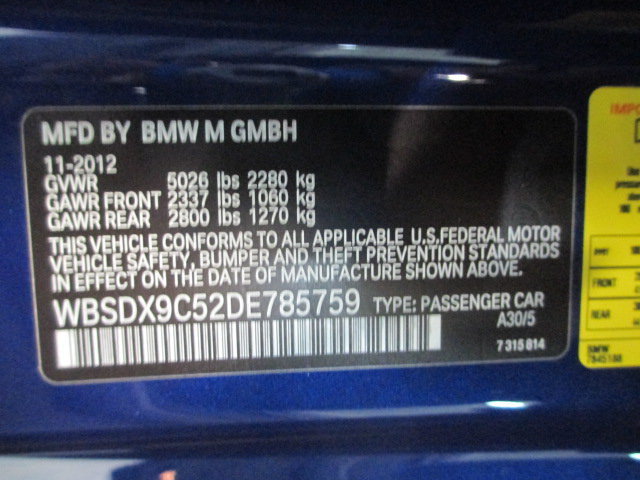 MFD BY BMW M GMBH
11-2012
GVWR 5026 lbs 2280 kg
GAWR FRONT 2337 lbs 1060 kg
GAWR REAR 2800 lbs 1270 kg
THIS VEHICLE CONFORMS TO ALL APPLICABLE U.S.FEDERAL MOTOR
VEHICLE SAFETY, BUMPER AND THEFT PREVENTION STANDARDS
IN EFFECT ON THE DATE OF MANUFACTURE SHOWN ABOVE.
WBSDX9C52DE785759 TYPE: PASSENGER CAR
A30/5
7 315 814
BMW